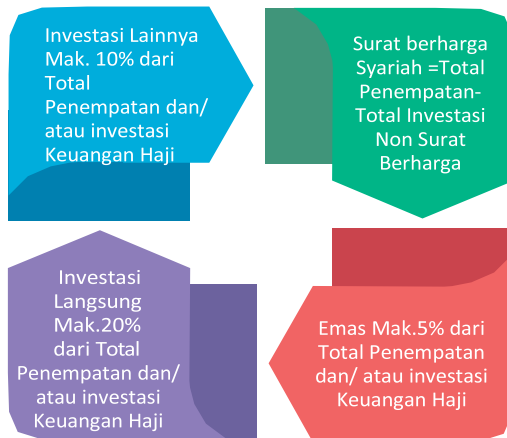 Investasi Lainnya
Mak. 10% dari
Total
Penempatan dan/
atau investasi
Keuangan Haji
Surat berharga
Syariah =Total
Penempatan-
Total Investasi
Non Surat
Berharga
Investasi
Langsung
Mak.20%
dari Total
Penempatan dan/
atau investasi
Keuangan Haji
Emas Mak.5% dari
Total Penempatan
dan/ atau investasi
Keuangan Haji